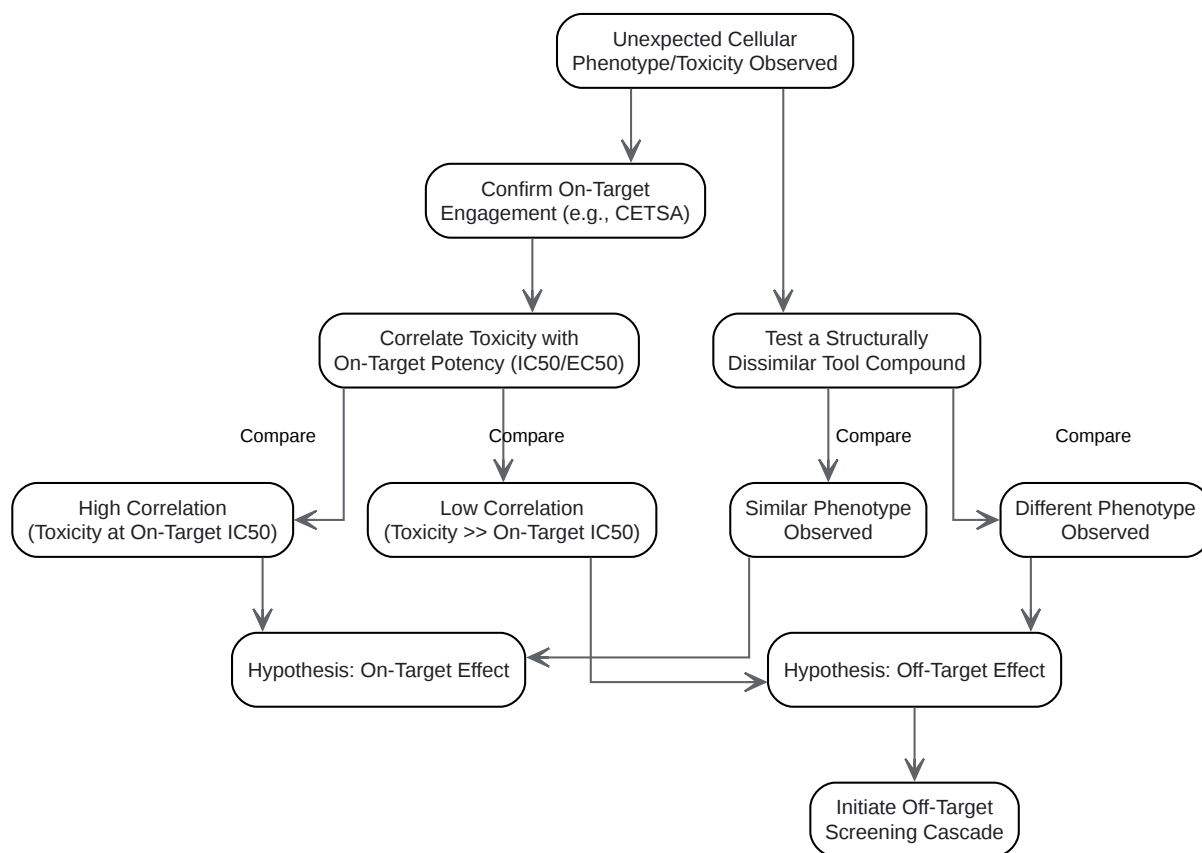 Unexpected Cellular
Phenotype/Toxicity Observed
Confirm On-Target
Engagement (e.g., CETSA)
Correlate Toxicity with
On-Target Potency (IC50/EC50)
Test a Structurally
Dissimilar Tool Compound
Compare
Compare
Compare
Compare
High Correlation
(Toxicity at On-Target IC50)
Low Correlation
(Toxicity >> On-Target IC50)
Similar Phenotype
Observed
Different Phenotype
Observed
Hypothesis: On-Target Effect
Hypothesis: Off-Target Effect
Initiate Off-Target
Screening Cascade